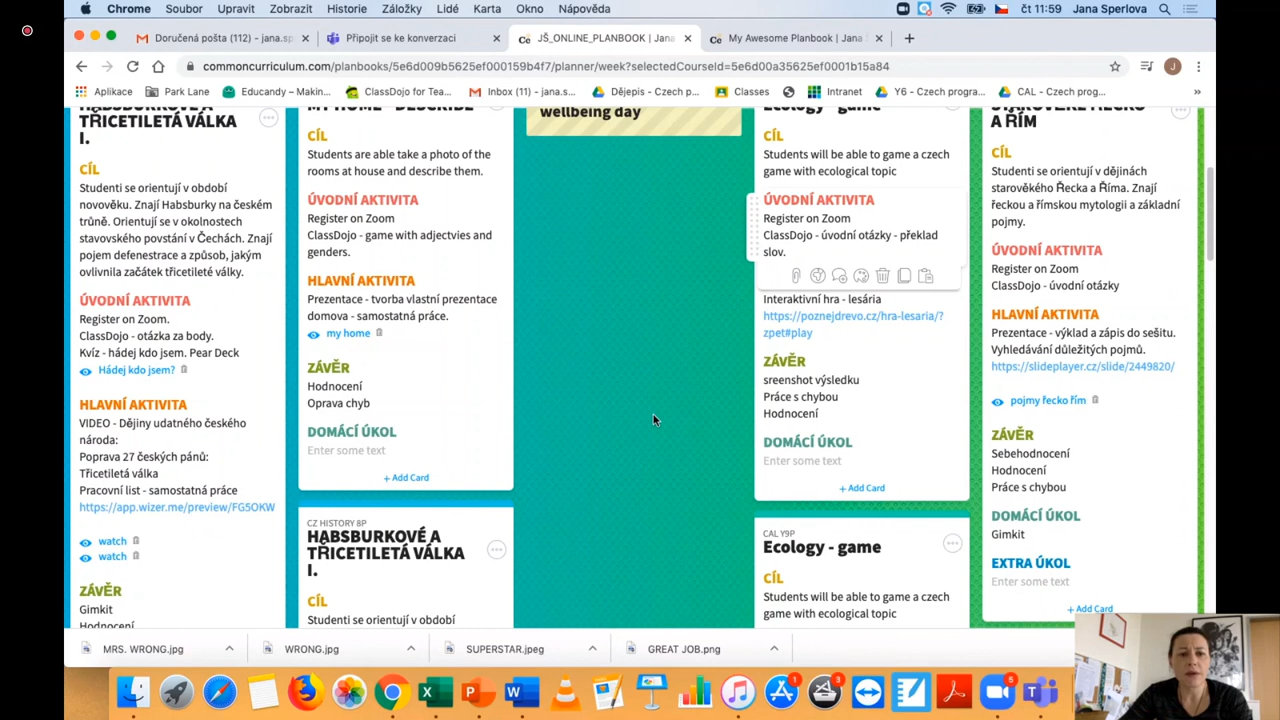 Chrome Soubor Upravit Zobrazit Historie Záložky Lidé Karta Okno Nápověda
čt 11:59 Jana Sperlova
Doručená pošta (112) - jana.sp
Připojit se ke konverzaci
JŠ_ONLINE_PLANBOOK | Jana
My Awesome Planbook | Jana S
commoncurriculum.com/planbooks/5e6d009b5625ef000159b4f7/planner/week?selectedCourseId=5e6d00a35625ef0001b15a84
J
Aplikace
Park Lane
Educandy – Makin...
ClassDojo for Tea...
Inbox (11) - jana.s...
Dějepis - Czech p...
Classes
Intranet
Y6 – Czech progra...
CAL - Czech prog...
»
HABSBURKOVÉ A
TŘICETILETÁ VÁLKA
I.
CÍL
Studenti se orientují v období
novověku. Znají Habsburky na českém
trůně. Orientují se v okolnostech
stavovského povstání v Čechách. Znají
pojem defenestrace a způsob, jakým
ovlivnila začátek třicetileté války.
ÚVODNÍ AKTIVITA
Register on Zoom.
ClassDojo - otázka za body.
Kvíz - hádej kdo jsem. Pear Deck
Hádej kdo jsem?
HLAVNÍ AKTIVITA
VIDEO - Dějiny udatného českého
národa:
Poprava 27 českých pánů:
Třicetiletá válka
Pracovní list - samostatná práce
https://app.wizer.me/preview/FG5OKW
watch
watch
ZÁVĚR
Gimkit
Hodnocení
MY HOME - DESCRIBE
CÍL
Students are able take a photo of the
rooms at house and describe them.
ÚVODNÍ AKTIVITA
Register on Zoom
ClassDojo - game with adjectvies and
genders.
HLAVNÍ AKTIVITA
Prezentace - tvorba vlastní prezentace
domova - samostatná práce.
my home
ZÁVĚR
Hodnocení
Oprava chyb
DOMÁCÍ ÚKOL
Enter some text
+ Add Card
CZ HISTORY 8P
HABSBURKOVÉ A
TŘICETILETÁ VÁLKA
I.
CÍL
Studenti se orientují v období
wellbeing day
Ecology - game
CÍL
Students will be able to game a czech
game with ecological topic
ÚVODNÍ AKTIVITA
Register on Zoom
ClassDojo - úvodní otázky - překlad
slov.
Interaktivní hra - lesária
https://poznejdrevo.cz/hra-lesaria/?
zpet#play
ZÁVĚR
sreenshot výsledku
Práce s chybou
Hodnocení
DOMÁCÍ ÚKOL
Enter some text
+ Add Card
CAL Y9P
Ecology - game
CÍL
Students will be able to game a czech
game with ecological topic
STAROVĚKÉ ŘECKO
A ŘÍM
CÍL
Studenti se orientují v dějinách
starověkého Řecka a Říma. Znají
řeckou a římskou mytologii a základní
pojmy.
ÚVODNÍ AKTIVITA
Register on Zoom
ClassDojo - úvodní otázky
HLAVNÍ AKTIVITA
Prezentace - výklad a zápis do sešitu.
Vyhledávání důležitých pojmů.
https://slideplayer.cz/slide/2449820/
pojmy řecko řím
ZÁVĚR
Sebehodnocení
Hodnocení
Práce s chybou
DOMÁCÍ ÚKOL
Gimkit
EXTRA ÚKOL
Enter some text
+ Add Card
MRS. WRONG.jpg
WRONG.jpg
SUPERSTAR.jpeg
GREAT JOB.png
1
3
5